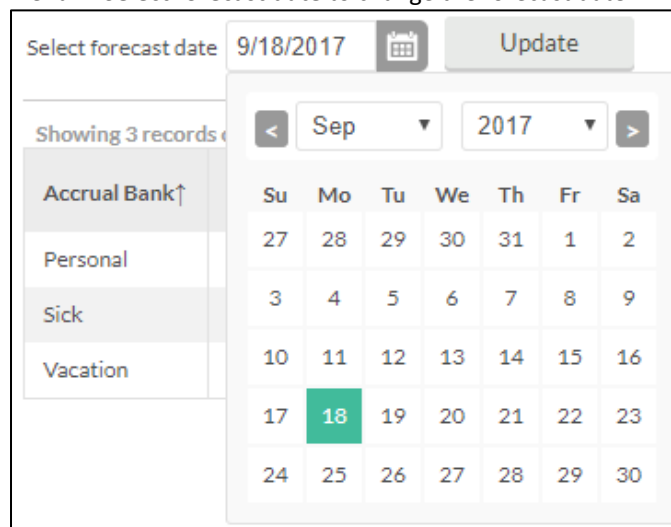 Select forecast date 9/18/2017 Update
Showing 3 records
< Sep 2017 >
Accrual Bank↑
Su Mo Tu We Th Fr Sa
27 28 29 30 31 1 2
Personal
3 4 5 6 7 8 9
Sick
10 11 12 13 14 15 16
Vacation
17 18 19 20 21 22 23
24 25 26 27 28 29 30